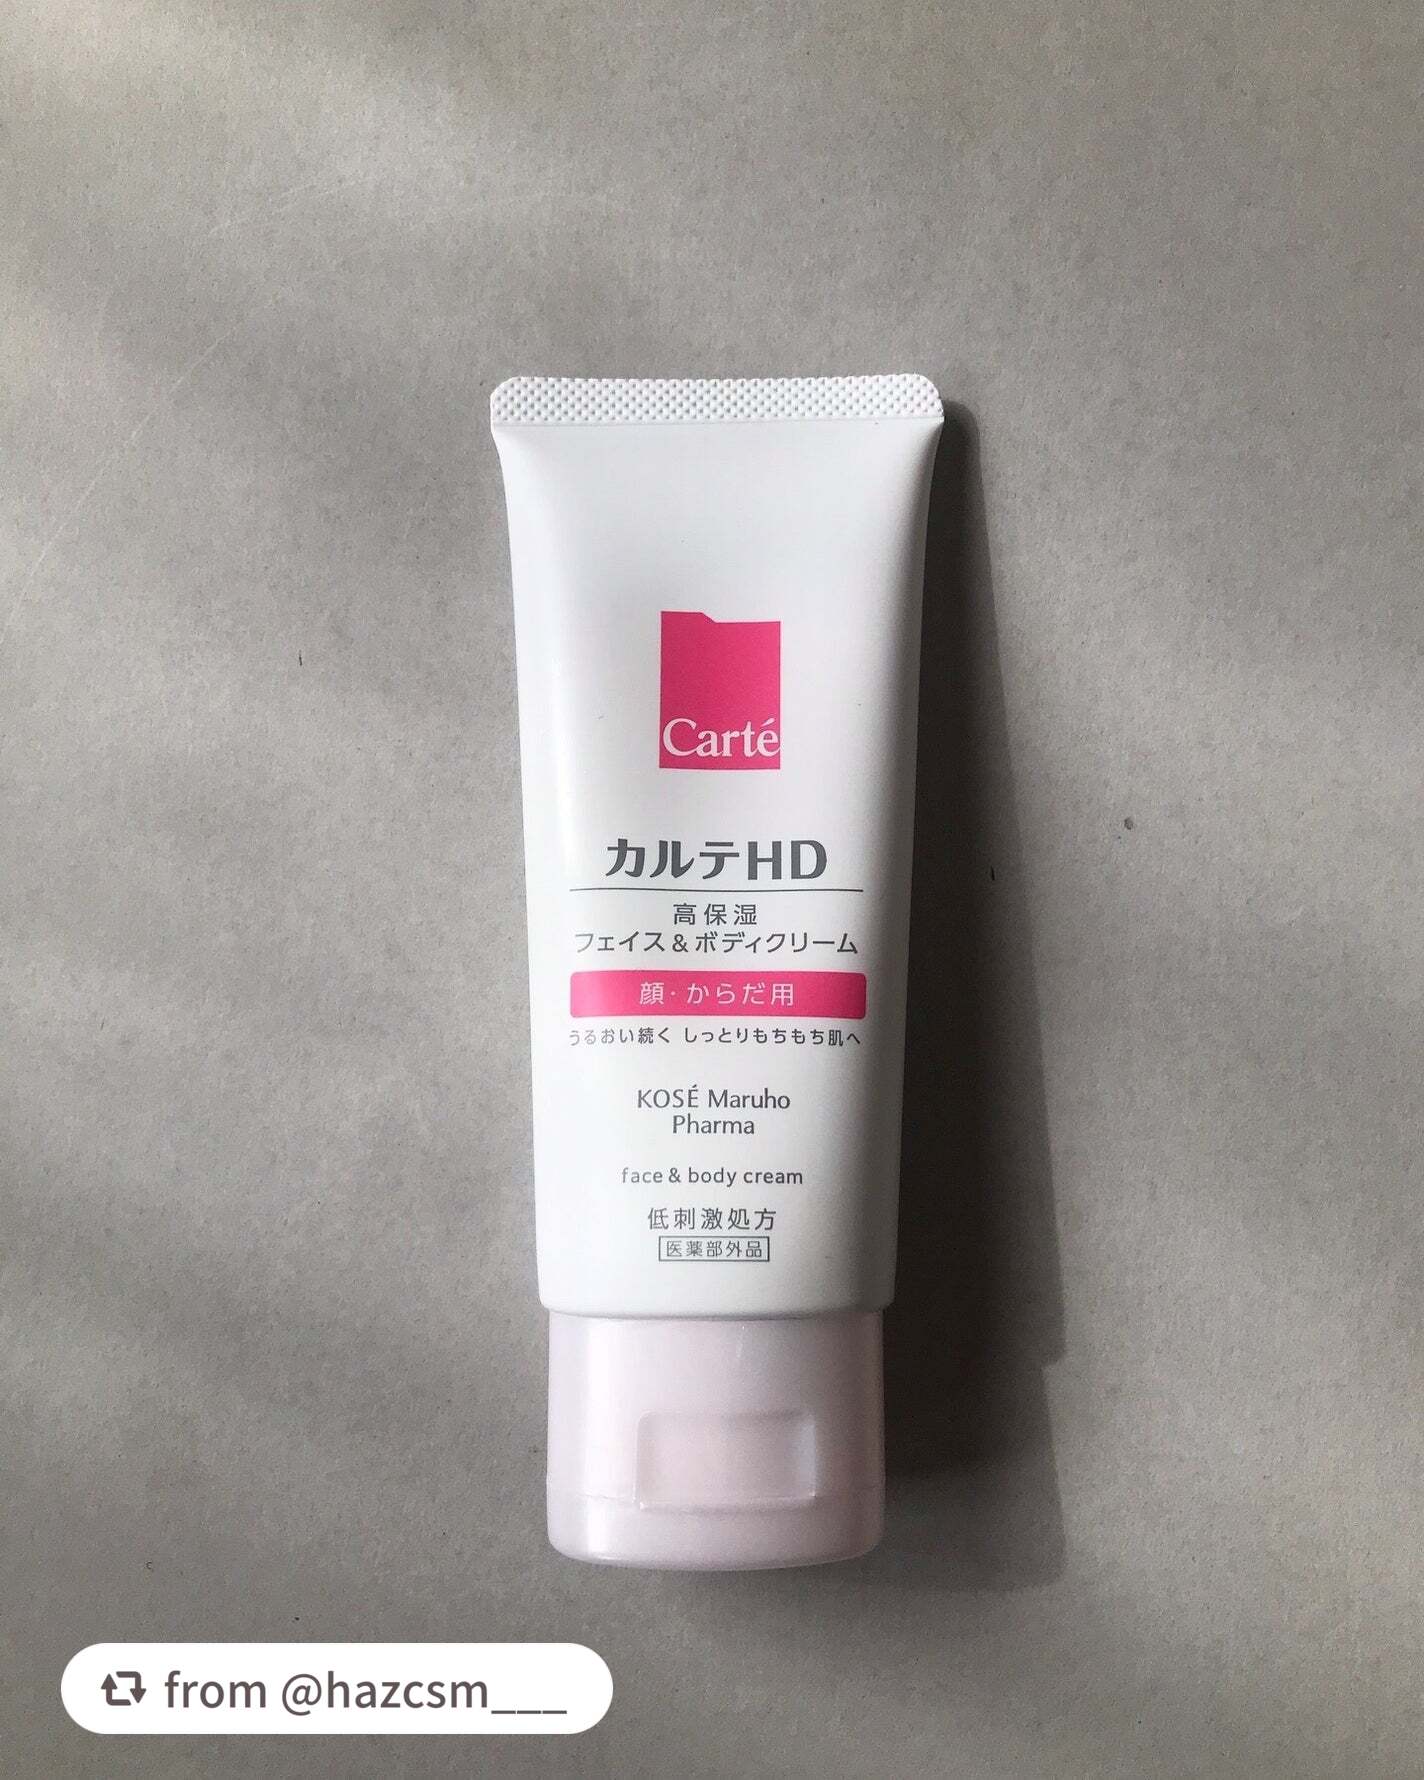 Carté
カルテHD
高保湿
フェイス&ボディクリーム
顔・からだ用
うるおい続く しっとりもちもち肌へ
KOSÉ Maruho
Pharma
face & body cream
低刺激処方
医薬部外品
from @hazcsm___